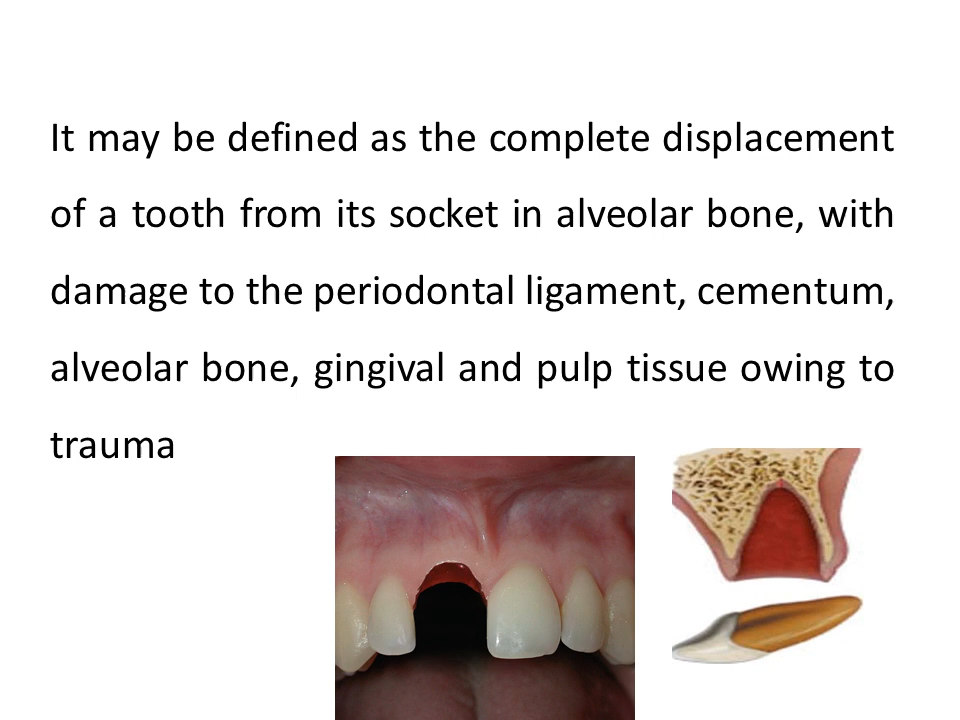 It may be defined as the complete displacement
of a tooth from its socket in alveolar bone, with
damage to the periodontal ligament, cementum,
alveolar bone, gingival and pulp tissue owing to
trauma